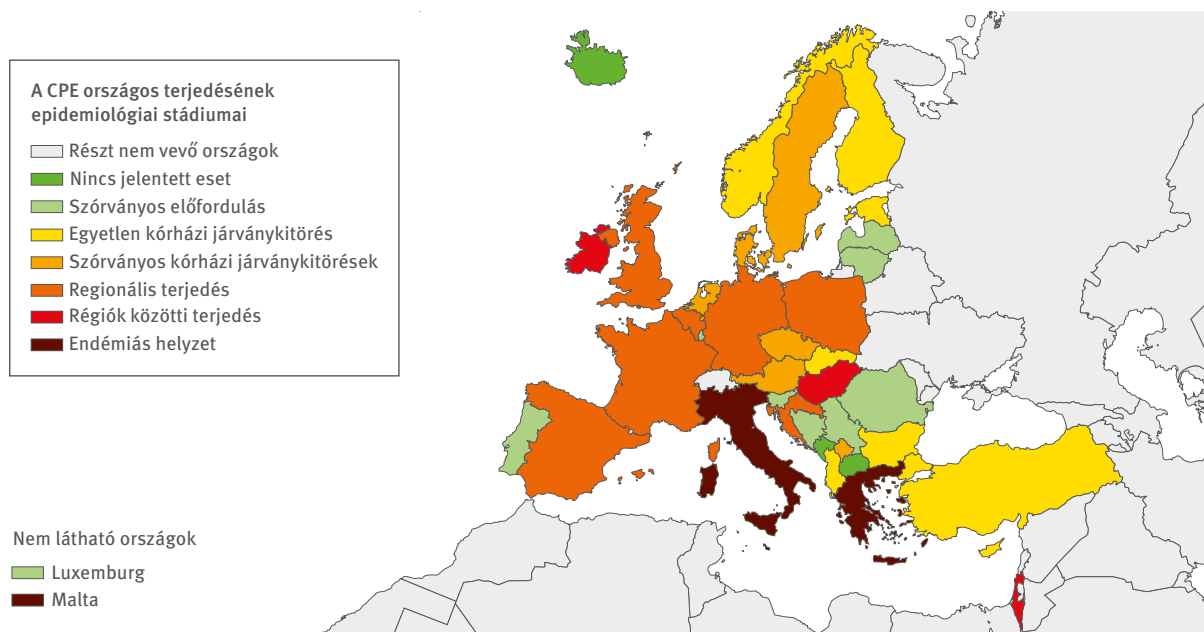 A CPE országos terjedésének
epidemiológiai stádiumai
Részt nem vevő országok
Nincs jelentett eset
Szórványos előfordulás
Egyetlen kórházi járványkitörés
Szórványos kórházi járványkitörések
Regionális terjedés
Régiók közötti terjedés
Endémiás helyzet
Nem látható országok
Luxemburg
Malta